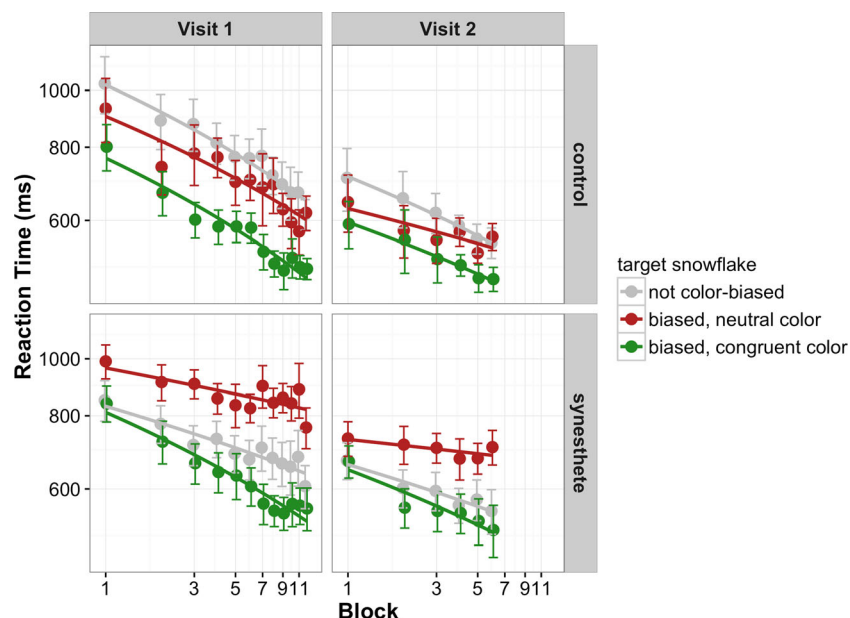 Visit 1
Visit 2
1000
800
600
control
1000
800
600
synesthete
Reaction Time (ms)
1 3 5 7 9 11
1 3 5 7 9 11
Block
target snowflake
not color-biased
biased, neutral color
biased, congruent color